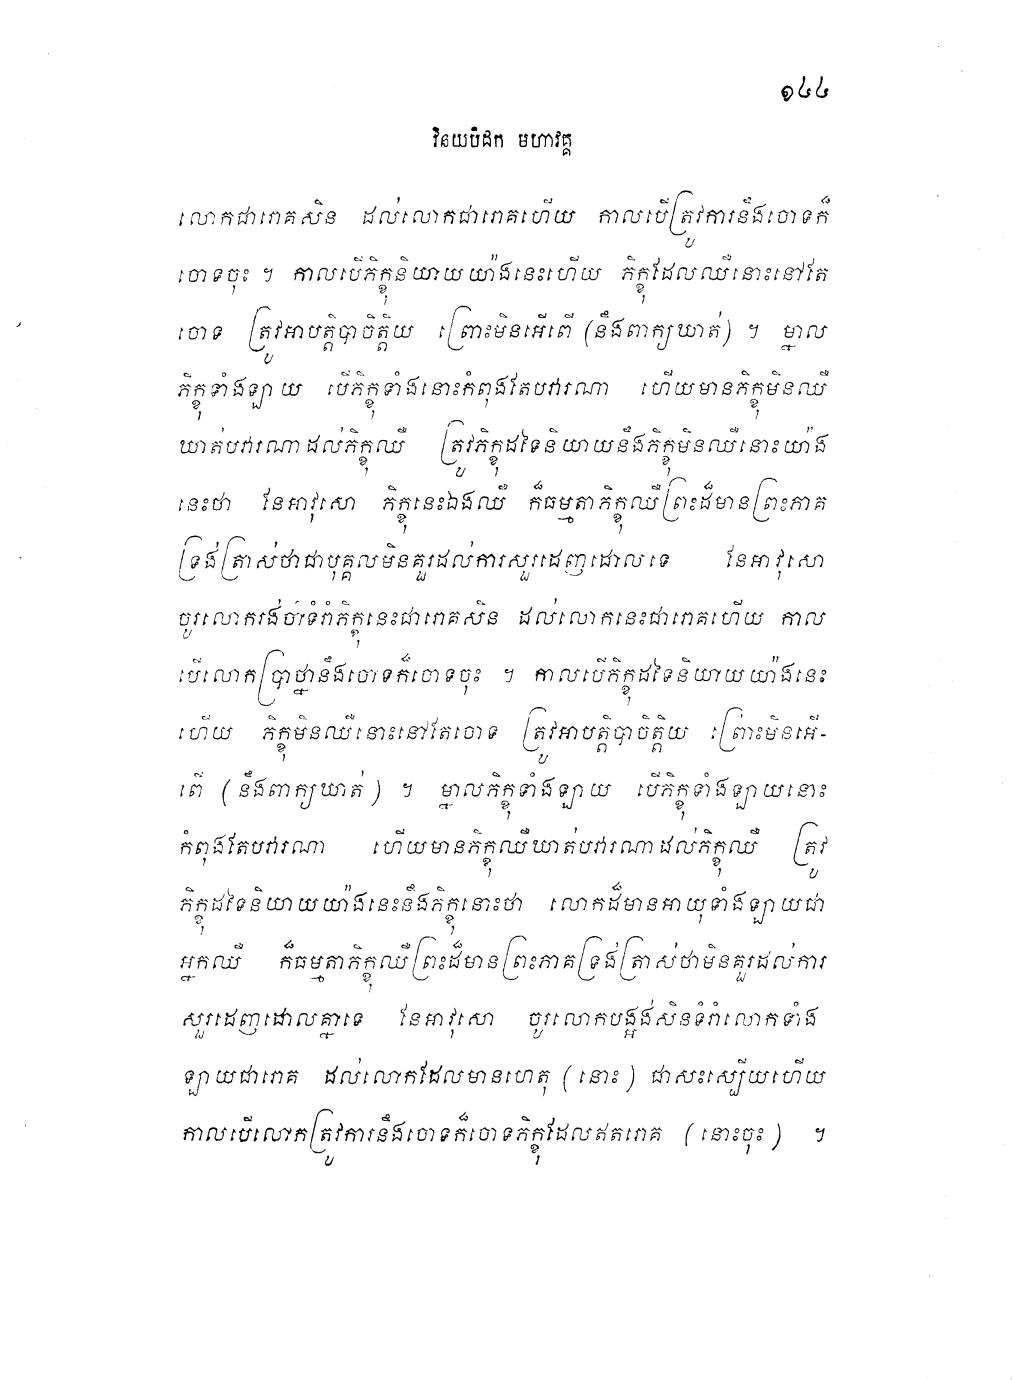 ១៤៤
វិនយបិដក មហាវគ្គ
លោកជារោគសិន ដល់លោកជារោគហើយ កាលបើត្រូវការនឹងចោទក៏
ចោទចុះ ។ កាលបើភិក្ខុនិយាយយ៉ាងនេះហើយ ភិក្ខុដែលឈឺនោះនៅតែ
ចោទ ត្រូវអាបត្តិបាចិត្តិយ ព្រោះមិនអើពើ (នឹងពាក្យឃាត់) ។ ម្នាល
ភិក្ខុទាំងឡាយ បើភិក្ខុទាំងនោះកំពុងតែបវារណា ហើយមានភិក្ខុមិនឈឺ
ឃាត់បវារណាដល់ភិក្ខុឈឺ ត្រូវភិក្ខុដទៃនិយាយនឹងភិក្ខុមិនឈឺនោះយ៉ាង
នេះថា នែអាវុសោ ភិក្ខុនេះឯងឈឺ ក៏ធម្មតាភិក្ខុឈឺព្រះដ៏មានព្រះភាគ
ទ្រង់ត្រាស់ថាជាបុគ្គលមិនគួរដល់ការសួរដេញដោលទេ នែអាវុសោ
ចូរលោករង់ចាំទំរាំភិក្ខុនេះជារោគសិន ដល់លោកនេះជារោគហើយ កាល
បើលោកប្រាថ្នានឹងចោទក៏ចោទចុះ ។ កាលបើភិក្ខុដទៃនិយាយយ៉ាងនេះ
ហើយ ភិក្ខុមិនឈឺនោះនៅតែចោទ ត្រូវអាបត្តិបាចិត្តិយ ព្រោះមិនអើ-
ពើ (នឹងពាក្យឃាត់) ។ ម្នាលភិក្ខុទាំងឡាយ បើភិក្ខុទាំងឡាយនោះ
កំពុងតែបវារណា ហើយមានភិក្ខុឈឺឃាត់បវារណាដល់ភិក្ខុឈឺ ត្រូវ
ភិក្ខុដទៃនិយាយយ៉ាងនេះនឹងភិក្ខុនោះថា លោកដ៏មានអាយុទាំងឡាយជា
អ្នកឈឺ ក៏ធម្មតាភិក្ខុឈឺព្រះដ៏មានព្រះភាគទ្រង់ត្រាស់ថាមិនគួរដល់ការ
សួរដេញដោលគ្នាទេ នែអាវុសោ ចូរលោកបង្អង់សិនទំរាំលោកទាំង
ឡាយជារោគ ដល់លោកដែលមានហេតុ (នោះ) ជាសះស្បើយហើយ
កាលបើលោកត្រូវការនឹងចោទក៏ចោទភិក្ខុដែលឥតរោគ (នោះចុះ) ។